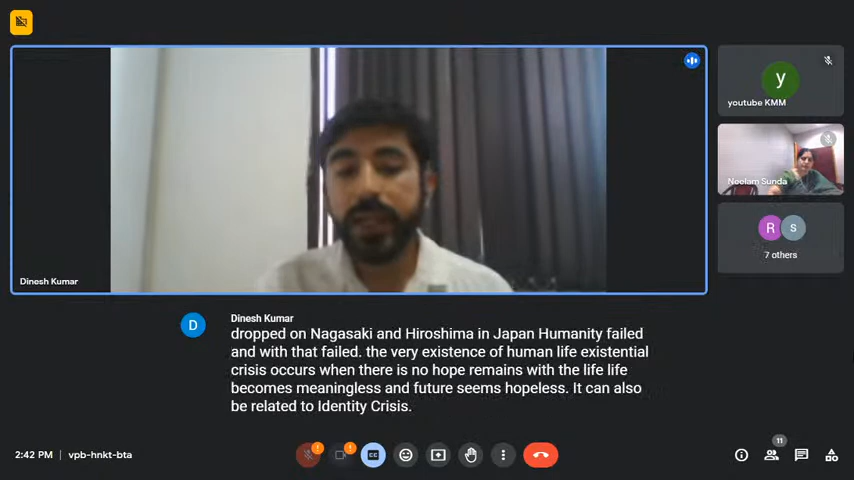 Dinesh Kumar
y
youtube KMM
Neelam Sunda
R s
7 others
D
Dinesh Kumar
dropped on Nagasaki and Hiroshima in Japan Humanity failed
and with that failed. the very existence of human life existential
crisis occurs when there is no hope remains with the life life
becomes meaningless and future seems hopeless. It can also
be related to Identity Crisis.
2:42 PM | vpb-hnkt-bta
! ! CC 11